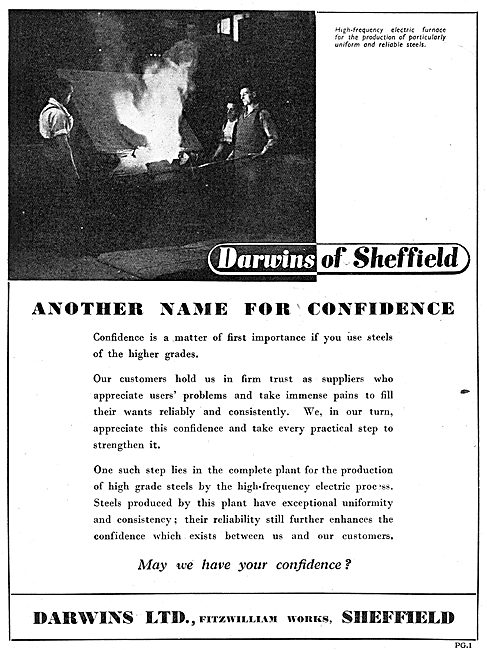 High-frequency electric furnace
for the production of particularly
uniform and reliable steels.
Darwins of Sheffield
ANOTHER NAME FOR CONFIDENCE
Confidence is a matter of first importance if you use steels
of the higher grades.
Our customers hold us in firm trust as suppliers who
appreciate users' problems and take immense pains to fill
their wants reliably and consistently. We, in our turn,
appreciate this confidence and take every practical step to
strengthen it.
One such step lies in the complete plant for the production
of high grade steels by the high-frequency electric process.
Steels produced by this plant have exceptional uniformity
and consistency; their reliability still further enhances the
confidence which exists between us and our customers.
May we have your confidence?
DARWINS LTD., FITZWILLIAM WORKS, SHEFFIELD
PG.1